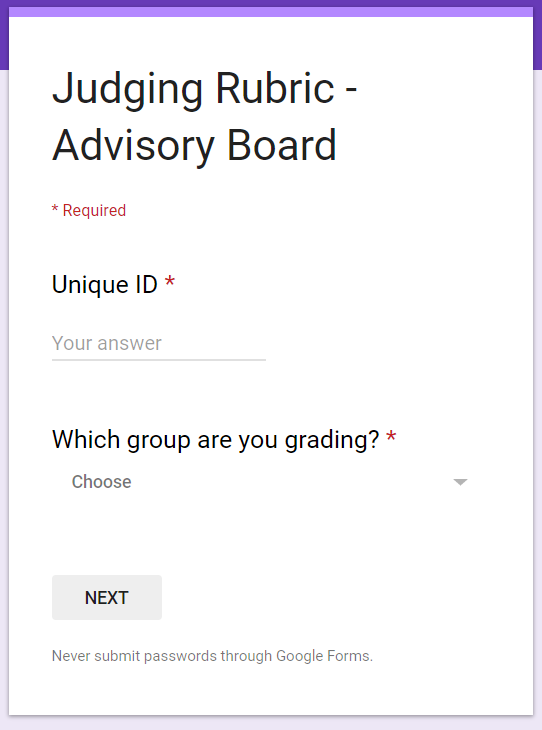 Judging Rubric -
Advisory Board
* Required
Unique ID *
Your answer
Which group are you grading? *
Choose
NEXT
Never submit passwords through Google Forms.